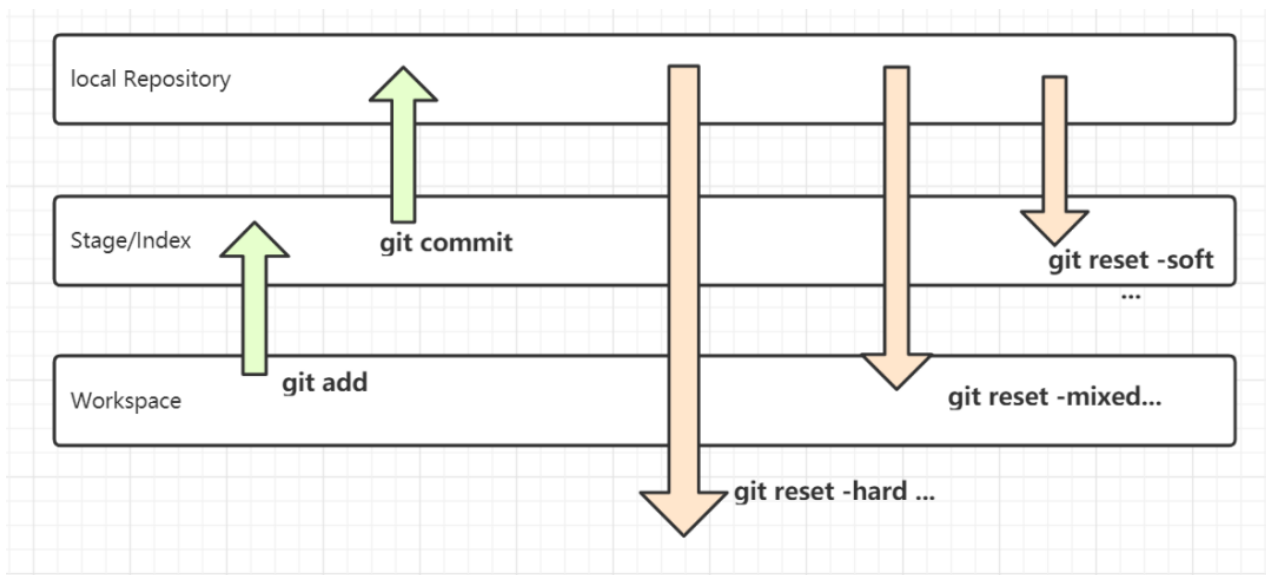 local Repository
git commit
Stage/Index
git reset -soft
...
git add
Workspace
git reset -mixed...
git reset -hard ...